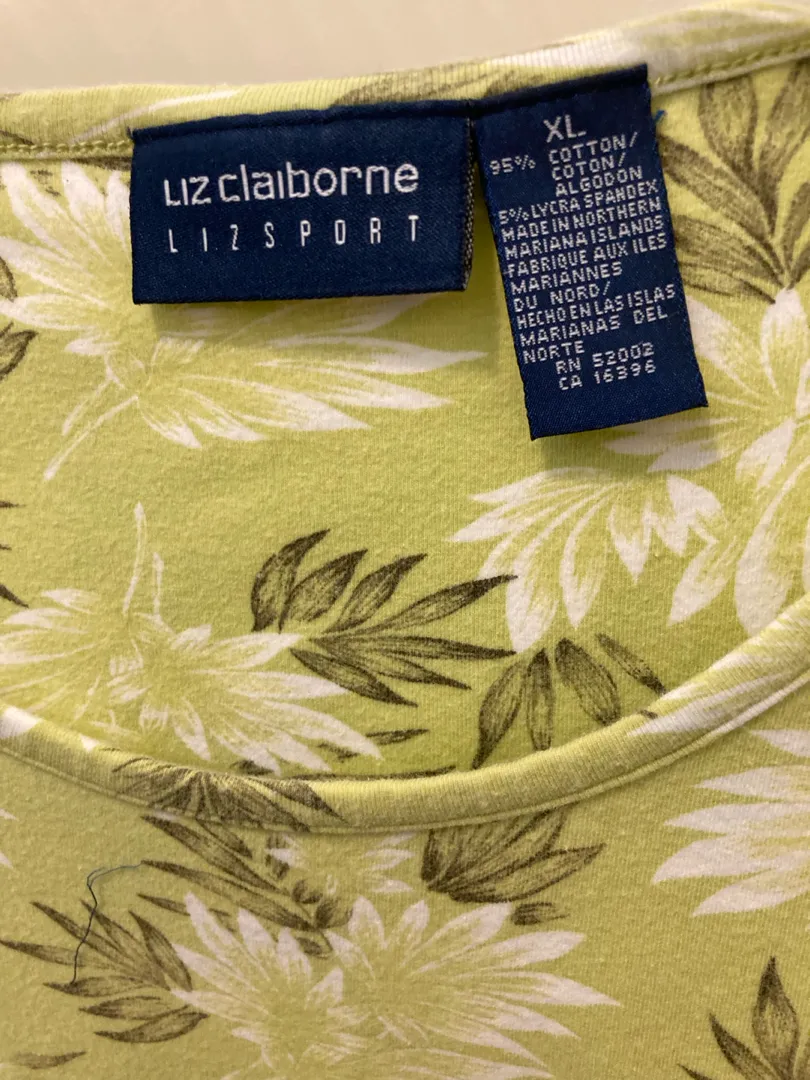 LIZ claiborne
LIZSPORT
XL
95% COTTON/
COTON/
ALGODON
5% LYCRA SPANDEX
MADE IN NORTHERN
MARIANA ISLANDS
FABRIQUE AUX ILES
MARIANNES
DU NORD/
HECHO EN LAS ISLAS
MARIANAS DEL
NORTE
RN 52002
CA 16396